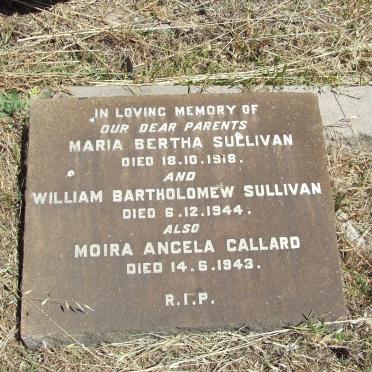 IN LOVING MEMORY OF
OUR DEAR PARENTS
MARIA BERTHA SULLIVAN
DIED 18.10.1918.
AND
WILLIAM BARTHOLOMEW SULLIVAN
DIED 6.12.1944.
ALSO
MOIRA ANGELA CALLARD
DIED 14.6.1943.
R.I.P.